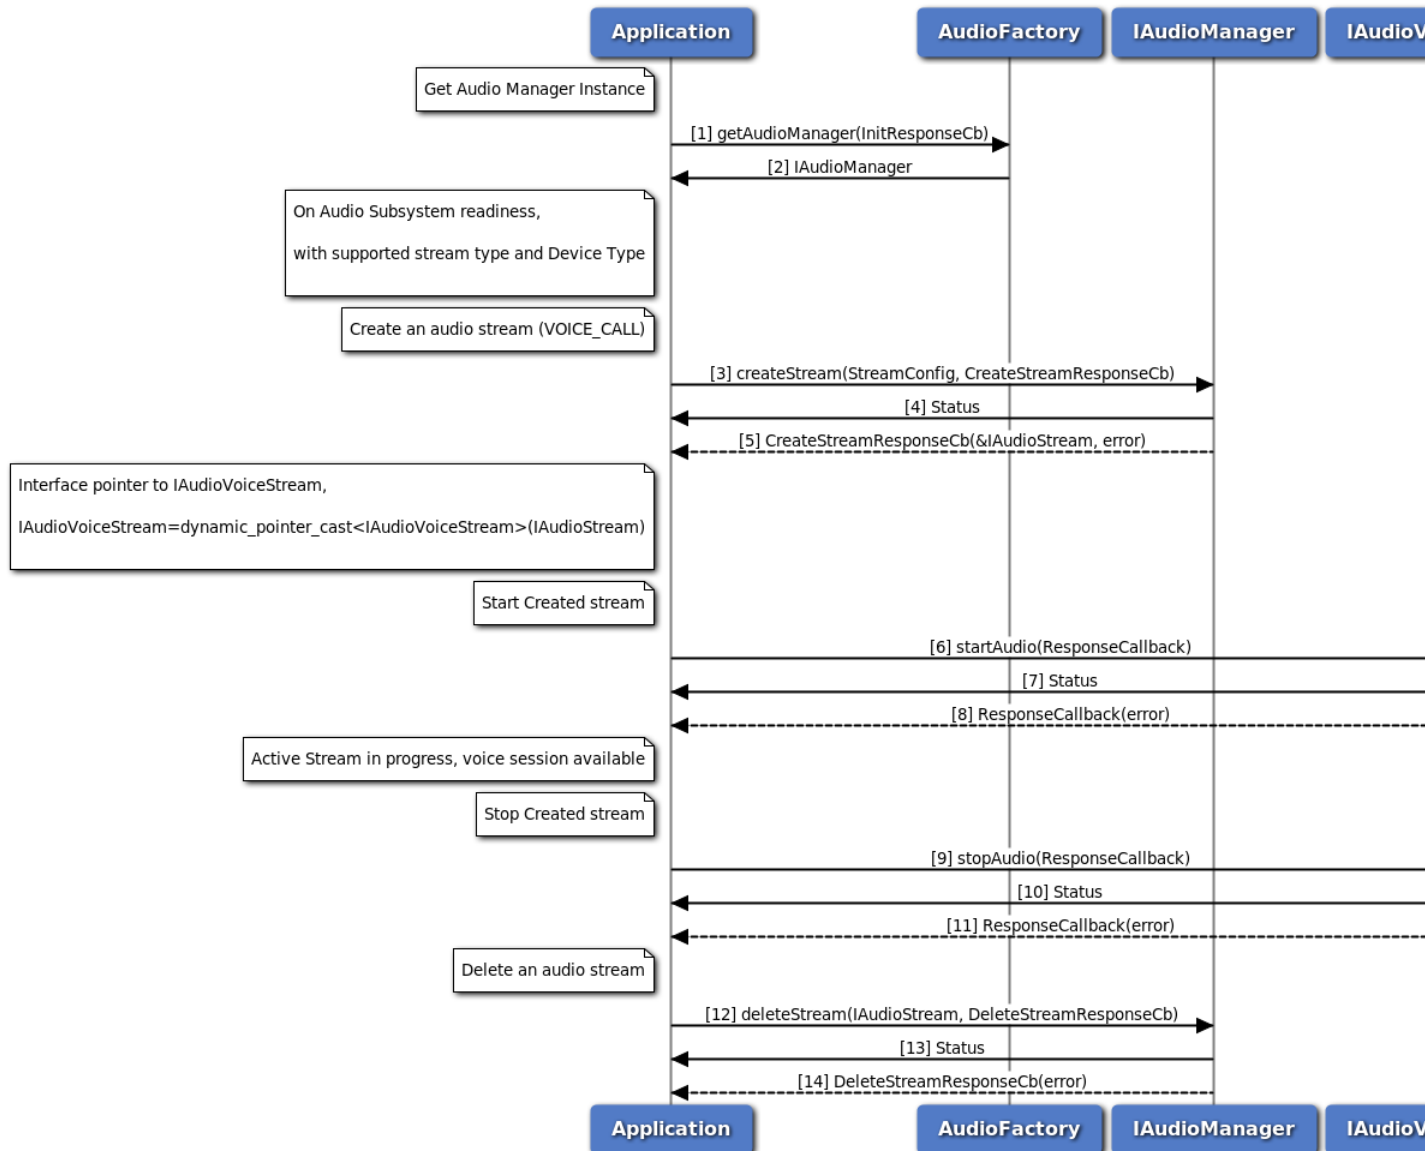 Application
AudioFactory
IAudioManager
IAudioV
Get Audio Manager Instance
[1] getAudioManager(InitResponseCb)
[2] IAudioManager
On Audio Subsystem readiness,
with supported stream type and Device Type
Create an audio stream (VOICE_CALL)
[3] createStream(StreamConfig, CreateStreamResponseCb)
[4] Status
[5] CreateStreamResponseCb(&IAudioStream, error)
Interface pointer to IAudioVoiceStream,
IAudioVoiceStream=dynamic_pointer_cast<IAudioVoiceStream>(IAudioStream)
Start Created stream
[6] startAudio(ResponseCallback)
[7] Status
[8] ResponseCallback(error)
Active Stream in progress, voice session available
Stop Created stream
[9] stopAudio(ResponseCallback)
[10] Status
[11] ResponseCallback(error)
Delete an audio stream
[12] deleteStream(IAudioStream, DeleteStreamResponseCb)
[13] Status
[14] DeleteStreamResponseCb(error)
Application
AudioFactory
IAudioManager
IAudioV